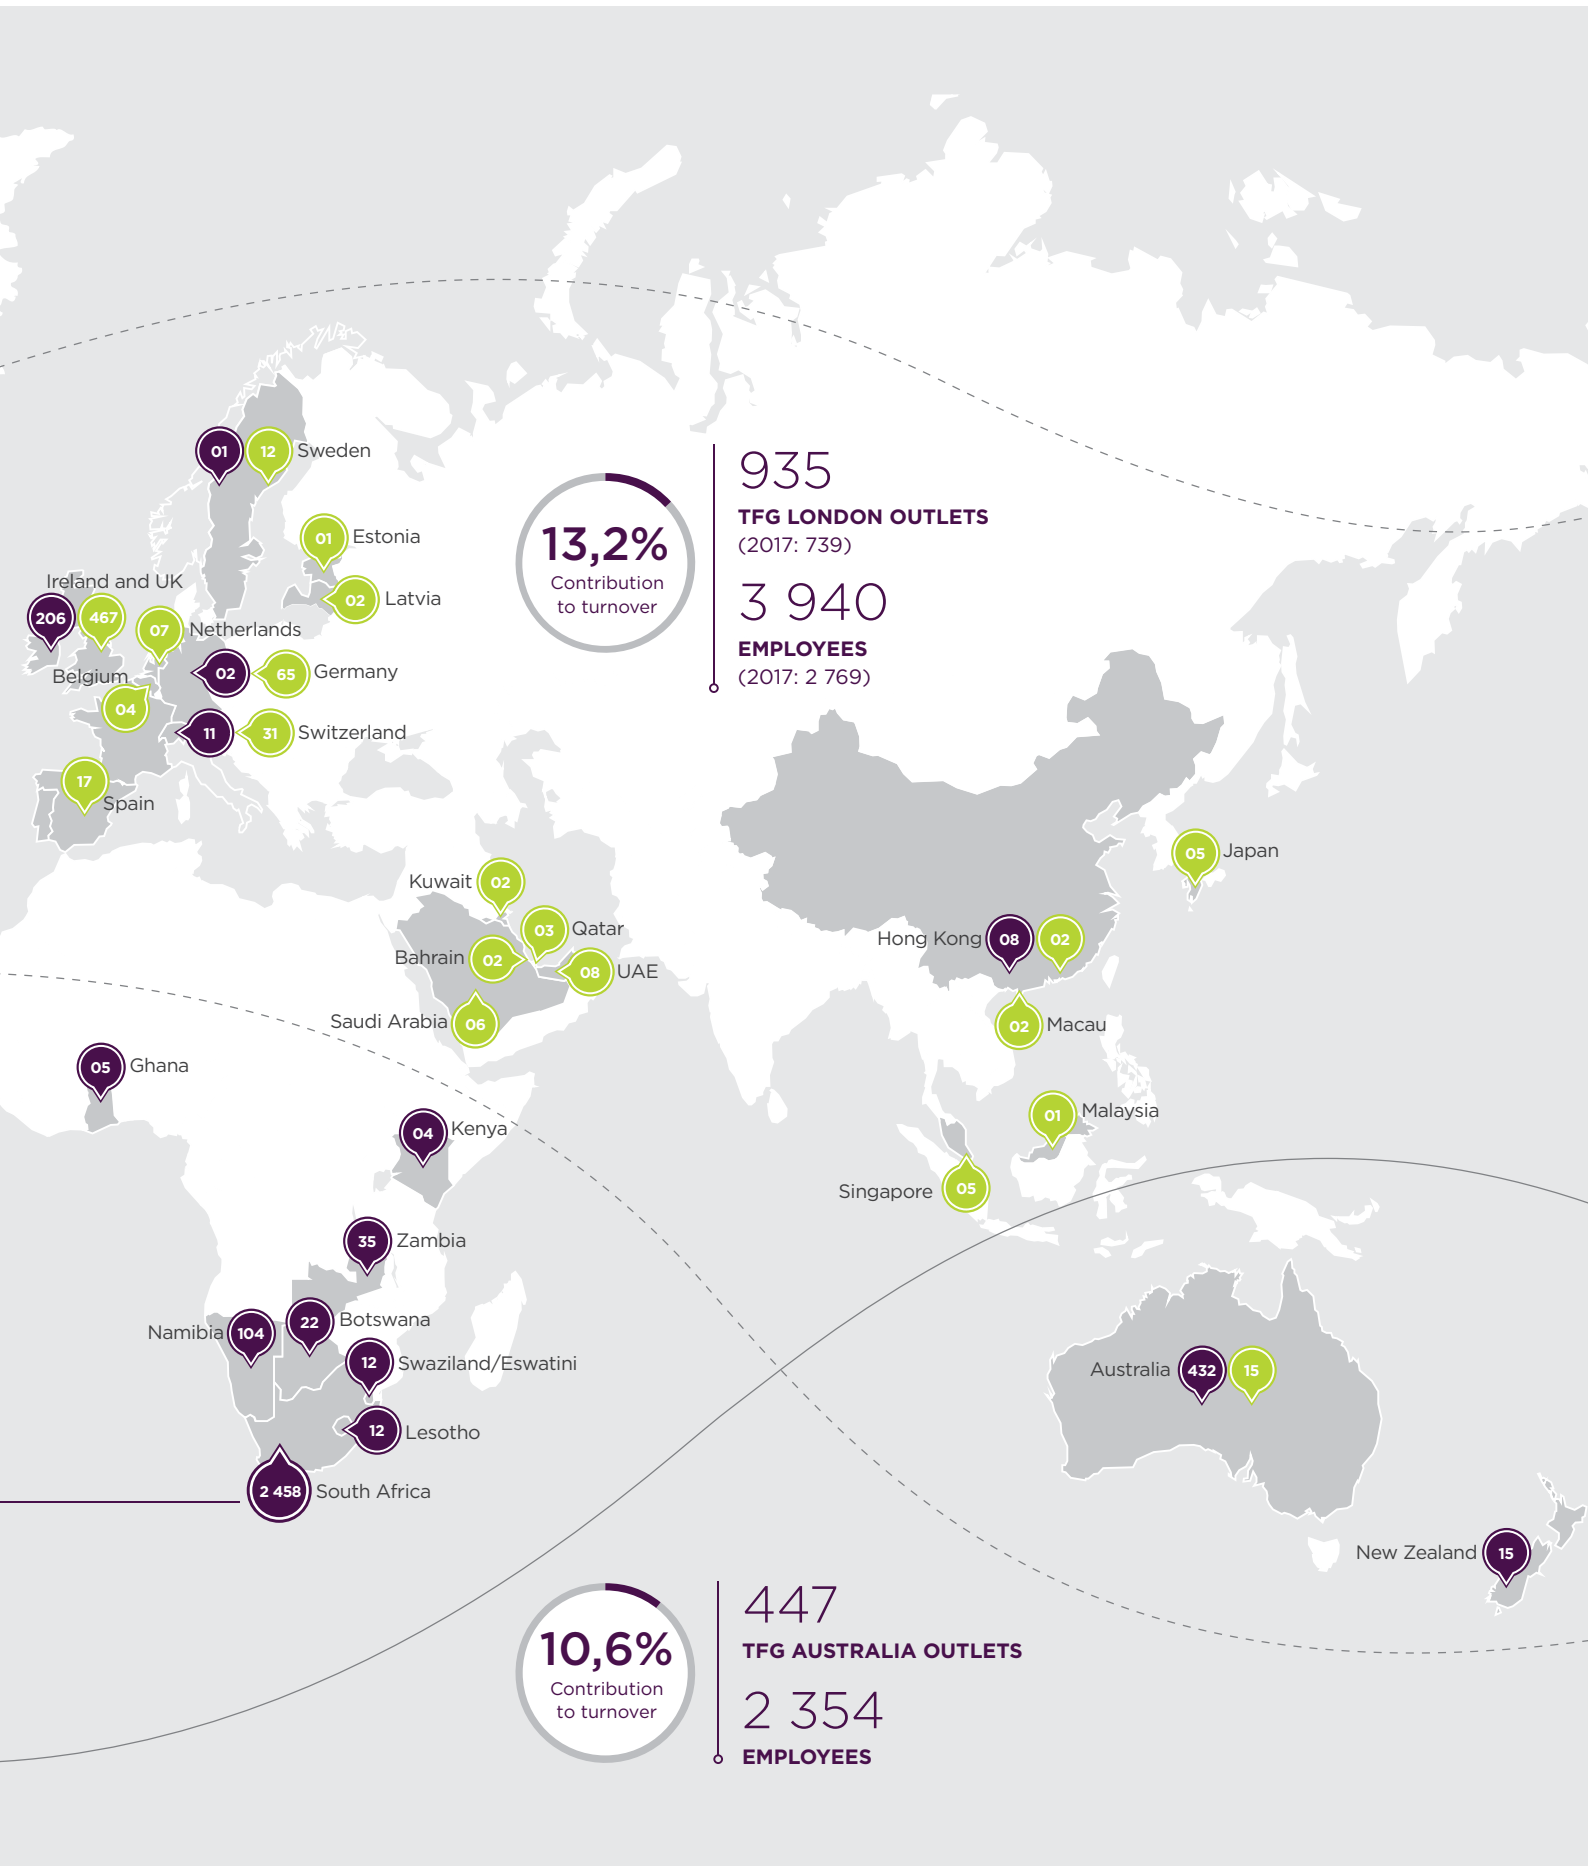 01
12
Sweden
01
Estonia
02
Latvia
Ireland and UK
206
467
07
Netherlands
Belgium
04
02
65
Germany
11
31
Switzerland
17
Spain
13,2%
Contribution
to turnover
935
TFG LONDON OUTLETS
(2017: 739)
3 940
EMPLOYEES
(2017: 2 769)
Kuwait
02
03
Qatar
Bahrain
02
08
UAE
Saudi Arabia
06
05
Japan
Hong Kong
08
02
02
Macau
01
Malaysia
Singapore
05
05
Ghana
04
Kenya
35
Zambia
Namibia
104
22
Botswana
12
Swaziland/Eswatini
12
Lesotho
2 458
South Africa
Australia
432
15
New Zealand
15
10,6%
Contribution
to turnover
447
TFG AUSTRALIA OUTLETS
2 354
EMPLOYEES